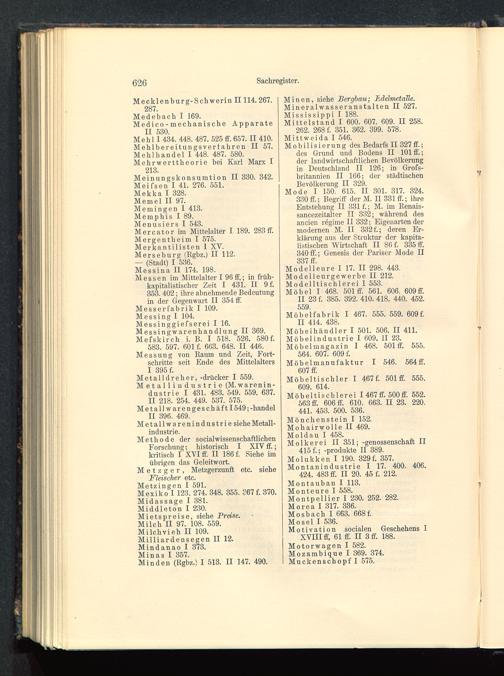 626
Sachregister.
Mecklenburg-Schwerin II 114. 267.
287.
Medebach I 169.
Medico-mechanische Apparate
II 530.
Mehl I 434. 448. 487. 525 ff. 657. II 410.
Mehlbereitungsverfahren II 57.
Mehlhandel I 448. 487. 580.
Mehrwerttheorie bei Karl Marx I
213.
Meinungskonsumtion II 330. 342.
Meißen I 41. 276. 551.
Mekka I 328.
Memel II 97.
Memingen I 413.
Memphis I 89.
Menusiers I 543.
Mercator im Mittelalter I 189. 283 ff.
Mergentheim I 575.
Merkantilisten I XV.
Merseburg (Rgbz.) II 112.
— (Stadt) I 536.
Messina II 174. 198.
Messen im Mittelalter I 96 ff.; in früh-
kapitalistischer Zeit I 431. II 9 f.
353. 402; ihre abnehmende Bedeutung
in der Gegenwart II 354 ff.
Messerfabrik I 109.
Messing I 104.
Messinggießerei I 16.
Messingwarenhandlung II 369.
Meßkirch i. B. I 518. 526. 580 f.
583. 597. 601 f. 663. 648. II 446.
Messung von Raum und Zeit, Fort-
schritte seit Ende des Mittelalters
I 395 f.
Metalldreher, -drücker I 559.
Metallindustrie (M.warenin-
dustrie I 431. 483. 549. 559. 637.
II 218. 254. 449. 537. 575.
Metallwarengeschäft I 549; -handel
II 396. 469.
Metallwarenindustrie siehe Metall-
industrie.
Methode der socialwissenschaftlichen
Forschung; historisch I XIV ff.;
kritisch I XVI ff. II 186 f. Siehe im
übrigen das Geleitwort.
Metzger, Metzgerzunft etc. siehe
Fleischer etc.
Metzingen I 591.
Mexiko I 123. 274. 348. 355. 367 f. 370.
Midassage I 381.
Middleton I 230.
Mietspreise, siehe Preise.
Milch II 97. 108. 559.
Milchvieh II 109.
Milliardensegen II 12.
Mindanao I 373.
Minas I 357.
Minden (Rgbz.) I 513. II 147. 490.
Minen, siehe Bergbau; Edelmetalle.
Mineralwasseranstalten II 527.
Mississippi I 188.
Mittelstand I 600. 607. 609. II 258.
262. 268 f. 351. 362. 399. 578.
Mittweida I 546.
Mobilisierung des Bedarfs II 327 ff.;
des Grund und Bodens II 101 ff.;
der landwirtschaftlichen Bevölkerung
in Deutschland II 126; in Groß-
britannien II 166; der städtischen
Bevölkerung II 329.
Mode I 150. 615. II 301. 317. 324.
330 ff.; Begriff der M. II 331 ff.; ihre
Entstehung II 331 f.; M. im Renais-
sancezeitalter II 332; während des
ancien régime II 332; Eigenarten der
modernen M. II 332 f.; deren Er-
klärung aus der Struktur der kapita-
listischen Wirtschaft II 86 f. 335 ff.
340 ff.; Genesis der Pariser Mode II
337 ff.
Modelleure I 17. II 298. 443.
Modelleurgewerbe II 212.
Modelltischlerei I 553.
Möbel I 468. 501 ff. 561. 606. 609 ff.
II 23 f. 385. 392. 410. 418. 440. 452.
559.
Möbelfabrik I 467. 555. 559. 609 f.
II 414. 438.
Möbelhändler I 501. 506. II 411.
Möbelindustrie I 609. II 23.
Möbelmagazin I 468. 501 ff. 555.
564. 607. 609 f.
Möbelmanufaktur I 546. 564 ff.
607 ff.
Möbeltischler I 467 f. 501 ff. 555.
609. 614.
Möbeltischlerei I 467 ff. 500 ff. 552.
563 ff. 606 ff. 610. 663. II 23. 220.
441. 453. 500. 536.
Mönchenstein I 152.
Mohairwolle II 469.
Moldau I 458.
Molkerei II 351; -genossenschaft II
415 f.; -produkte II 389.
Molukken I 190. 329 f. 357.
Montanindustrie I 17. 400. 406.
424. 483 ff. II 20. 45 f. 212.
Montauban I 113.
Monteure I 558.
Montpellier I 230. 252. 282.
Morea I 317. 336.
Mosbach I 663. 668 f.
Mosel I 536.
Motivation socialen Geschehens I
XVIII ff. 61 ff. II 3 ff. 188.
Motorwagen I 582.
Mozambique I 369. 374.
Muckenschopf I 575.